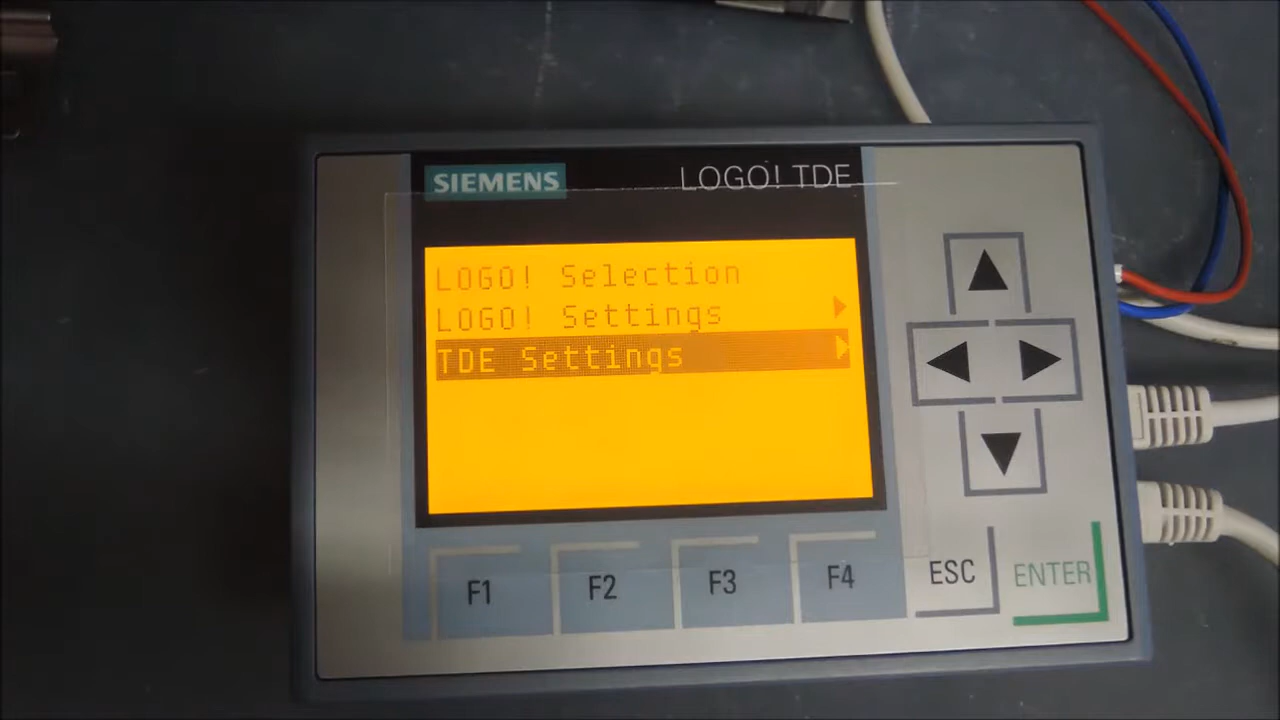 SIEMENS
LOGO! TDE
LOGO! Selection
LOGO! Settings
TDE Settings
F1
F2
F3
F4
ESC
ENTER